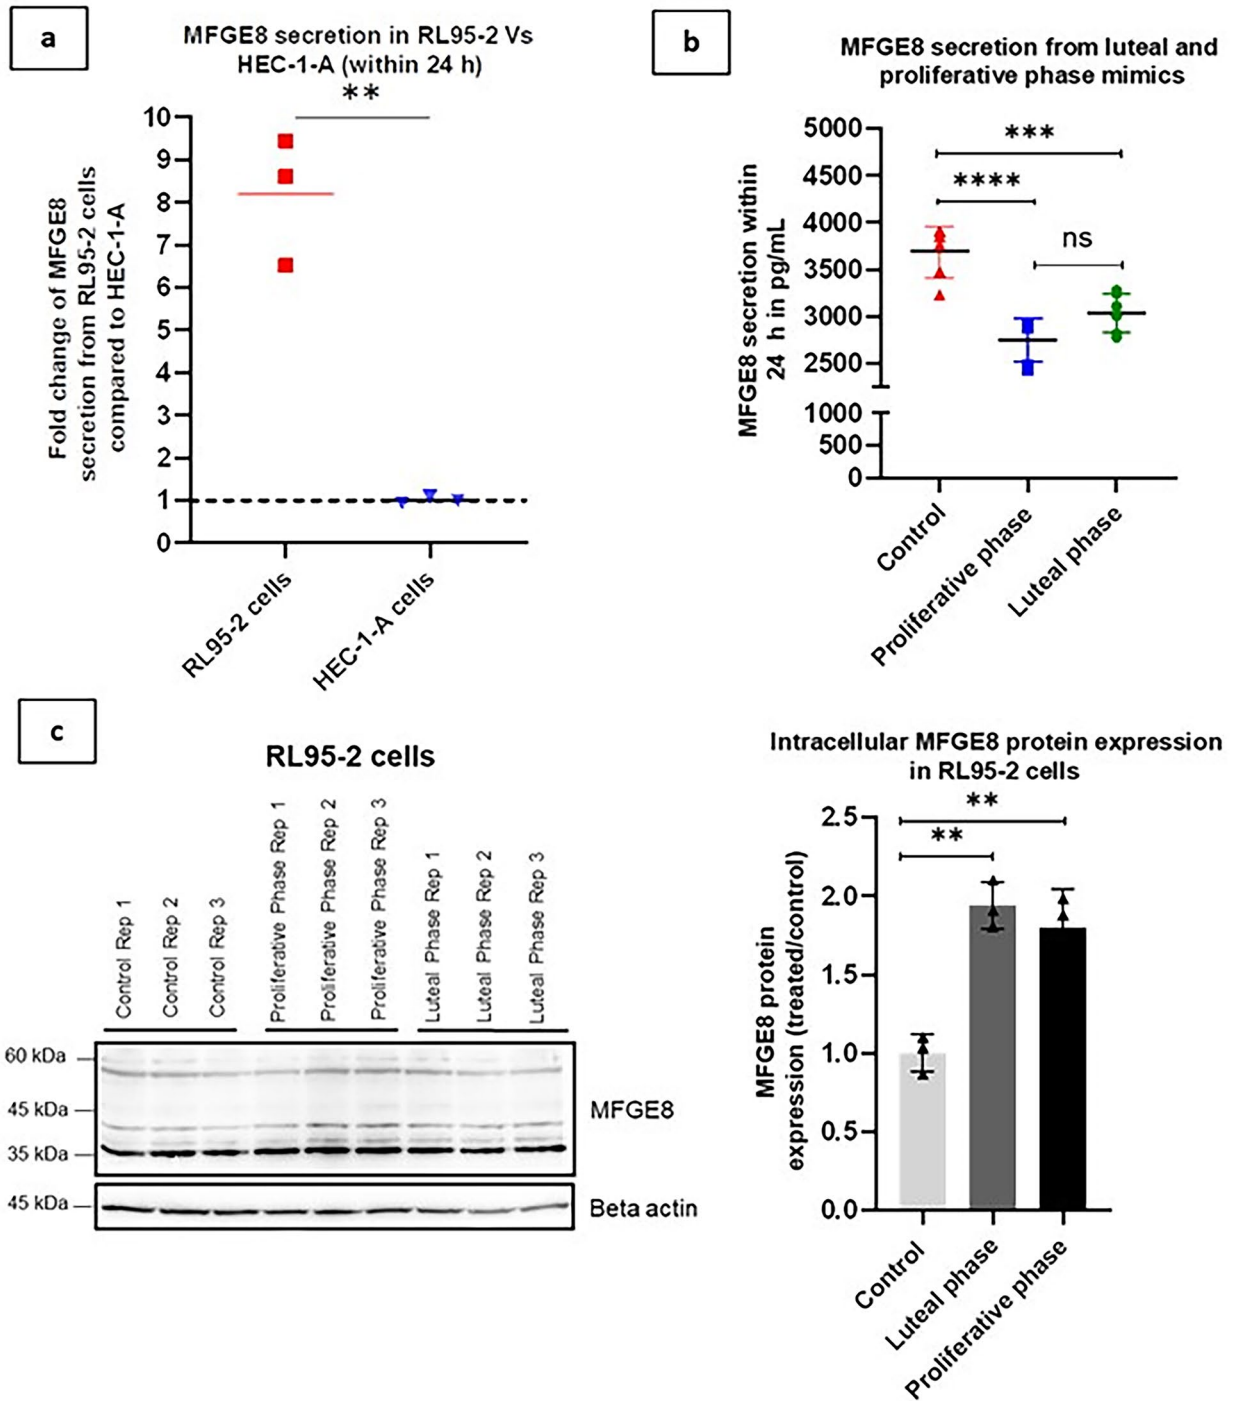 a
MFGE8 secretion in RL95-2 Vs
HEC-1-A (within 24 h)
**
Fold change of MFGE8
secretion from RL95-2 cells
compared to HEC-1-A
10
9
8
7
6
5
4
3
2
1
0
RL95-2 cells
HEC-1-A cells
b
MFGE8 secretion from luteal and
proliferative phase mimics
MFGE8 secretion within
24 h in pg/mL
5000
4500
4000
3500
3000
2500
1000
500
0
***
****
ns
Control
Proliferative phase
Luteal phase
c
RL95-2 cells
Control Rep 1
Control Rep 2
Control Rep 3
Proliferative Phase Rep 1
Proliferative Phase Rep 2
Proliferative Phase Rep 3
Luteal Phase Rep 1
Luteal Phase Rep 2
Luteal Phase Rep 3
60 kDa
45 kDa
35 kDa
45 kDa
MFGE8
Beta actin
Intracellular MFGE8 protein expression
in RL95-2 cells
**
**
MFGE8 protein
expression (treated/control)
2.5
2.0
1.5
1.0
0.5
0.0
Control
Luteal phase
Proliferative phase